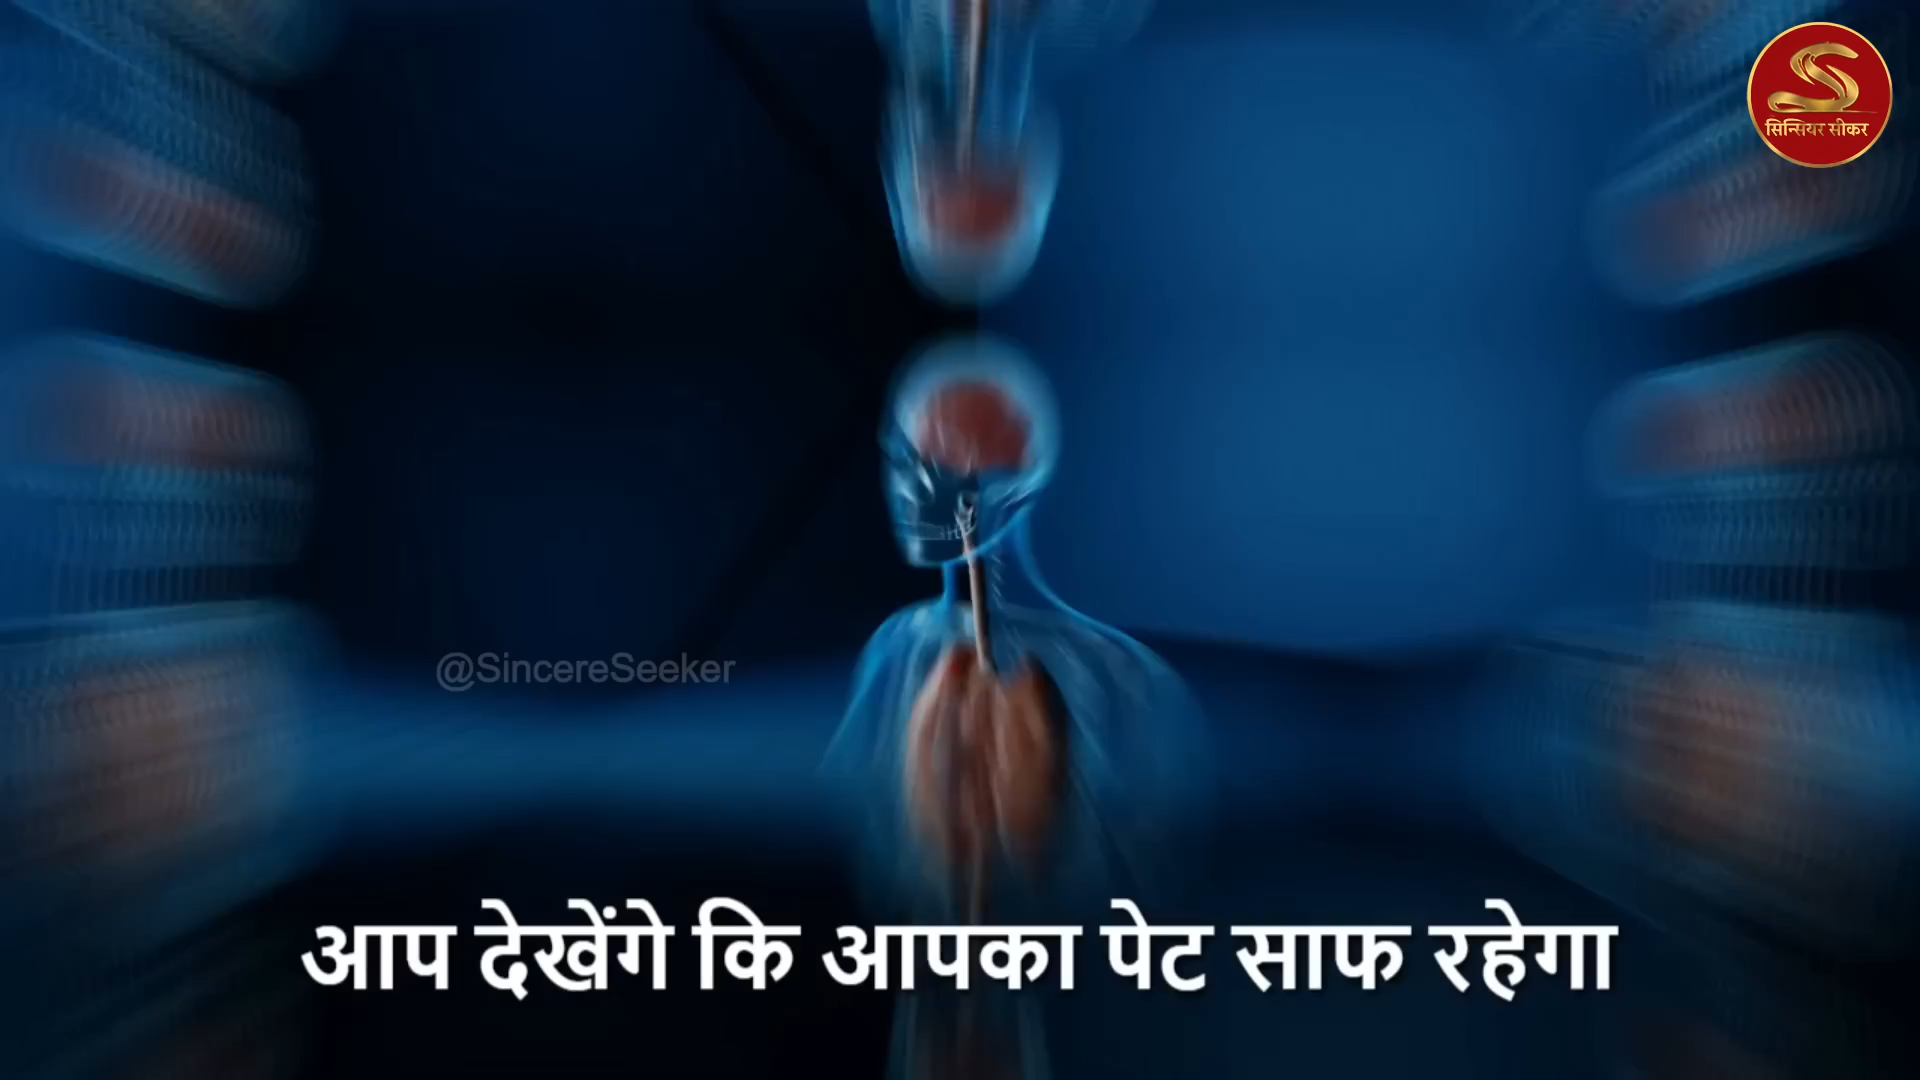 सिन्सियर सीकर
@SincereSeeker
आप देखेंगे कि आपका पेट साफ रहेगा